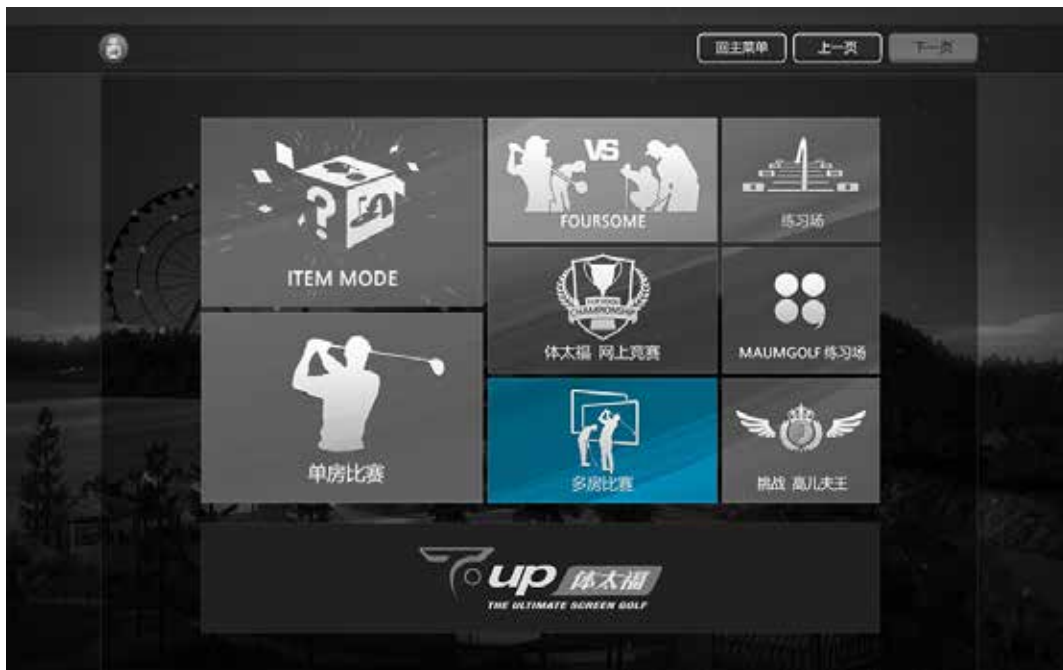 回主菜单
上一页
下一页
ITEM MODE
VS
FOURSOME
练习场
CHAMPIONSHIP
体太福 网上竞赛
MAUMGOLF 练习场
单房比赛
多房比赛
挑战 高儿夫王
up 体太福
THE ULTIMATE SCREEN GOLF